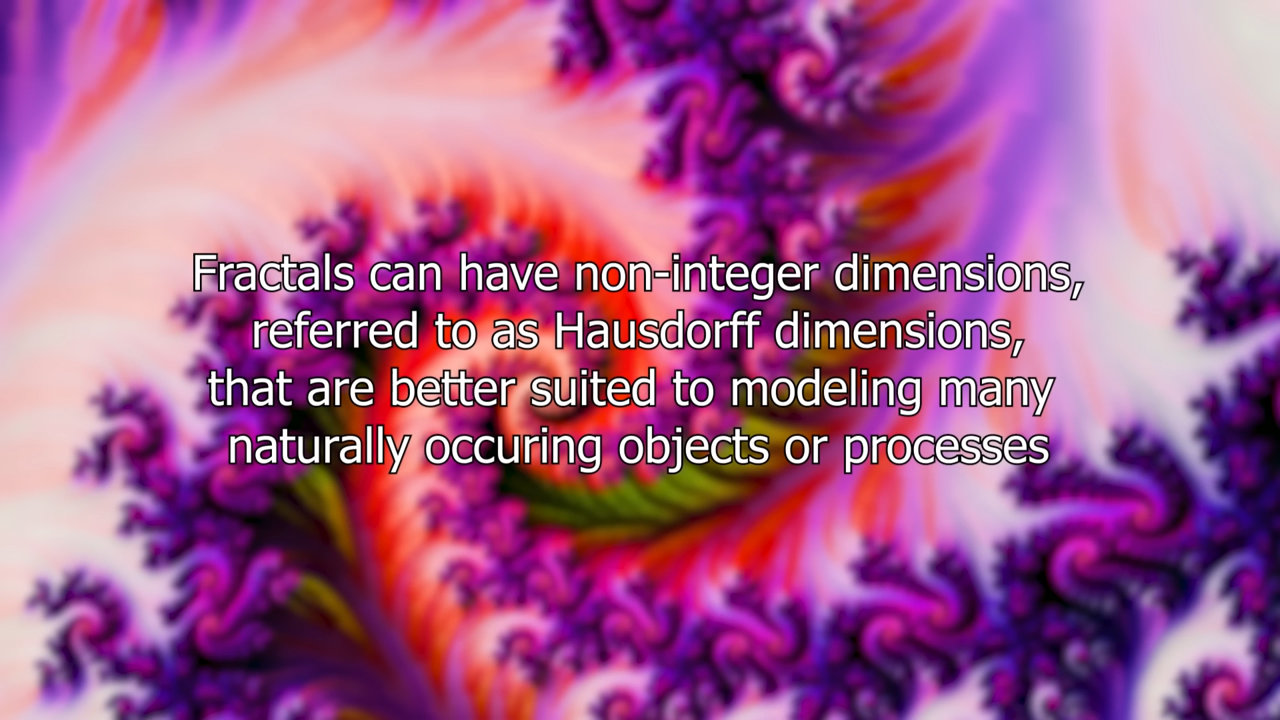 Fractals can have non-integer dimensions,
referred to as Hausdorff dimensions,
that are better suited to modeling many
naturally occuring objects or processes